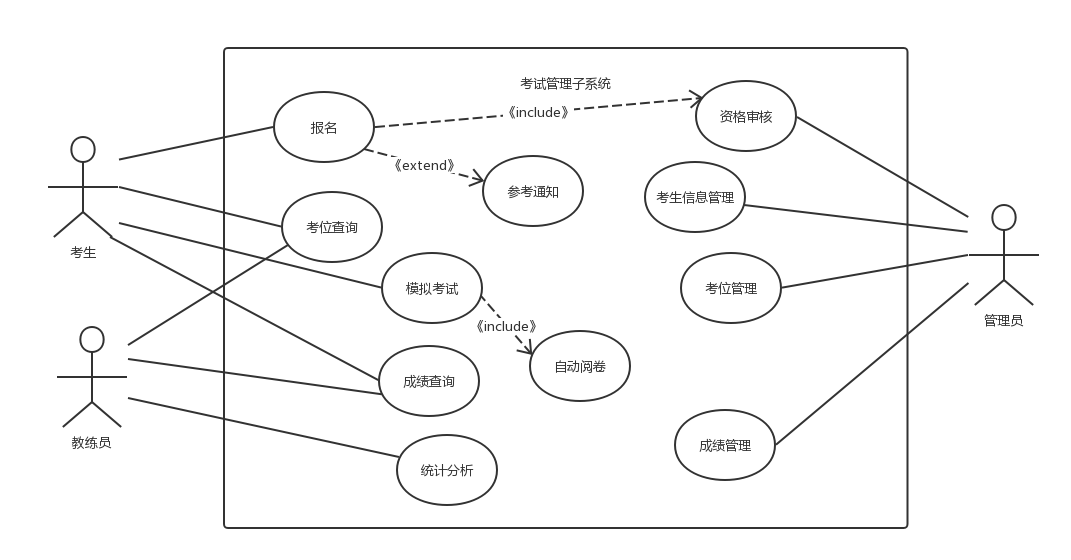 考试管理子系统
《include》
报名
资格审核
《extend》
参考通知
考生信息管理
考位查询
考生
模拟考试
考位管理
管理员
《include》
自动阅卷
成绩查询
教练员
成绩管理
统计分析